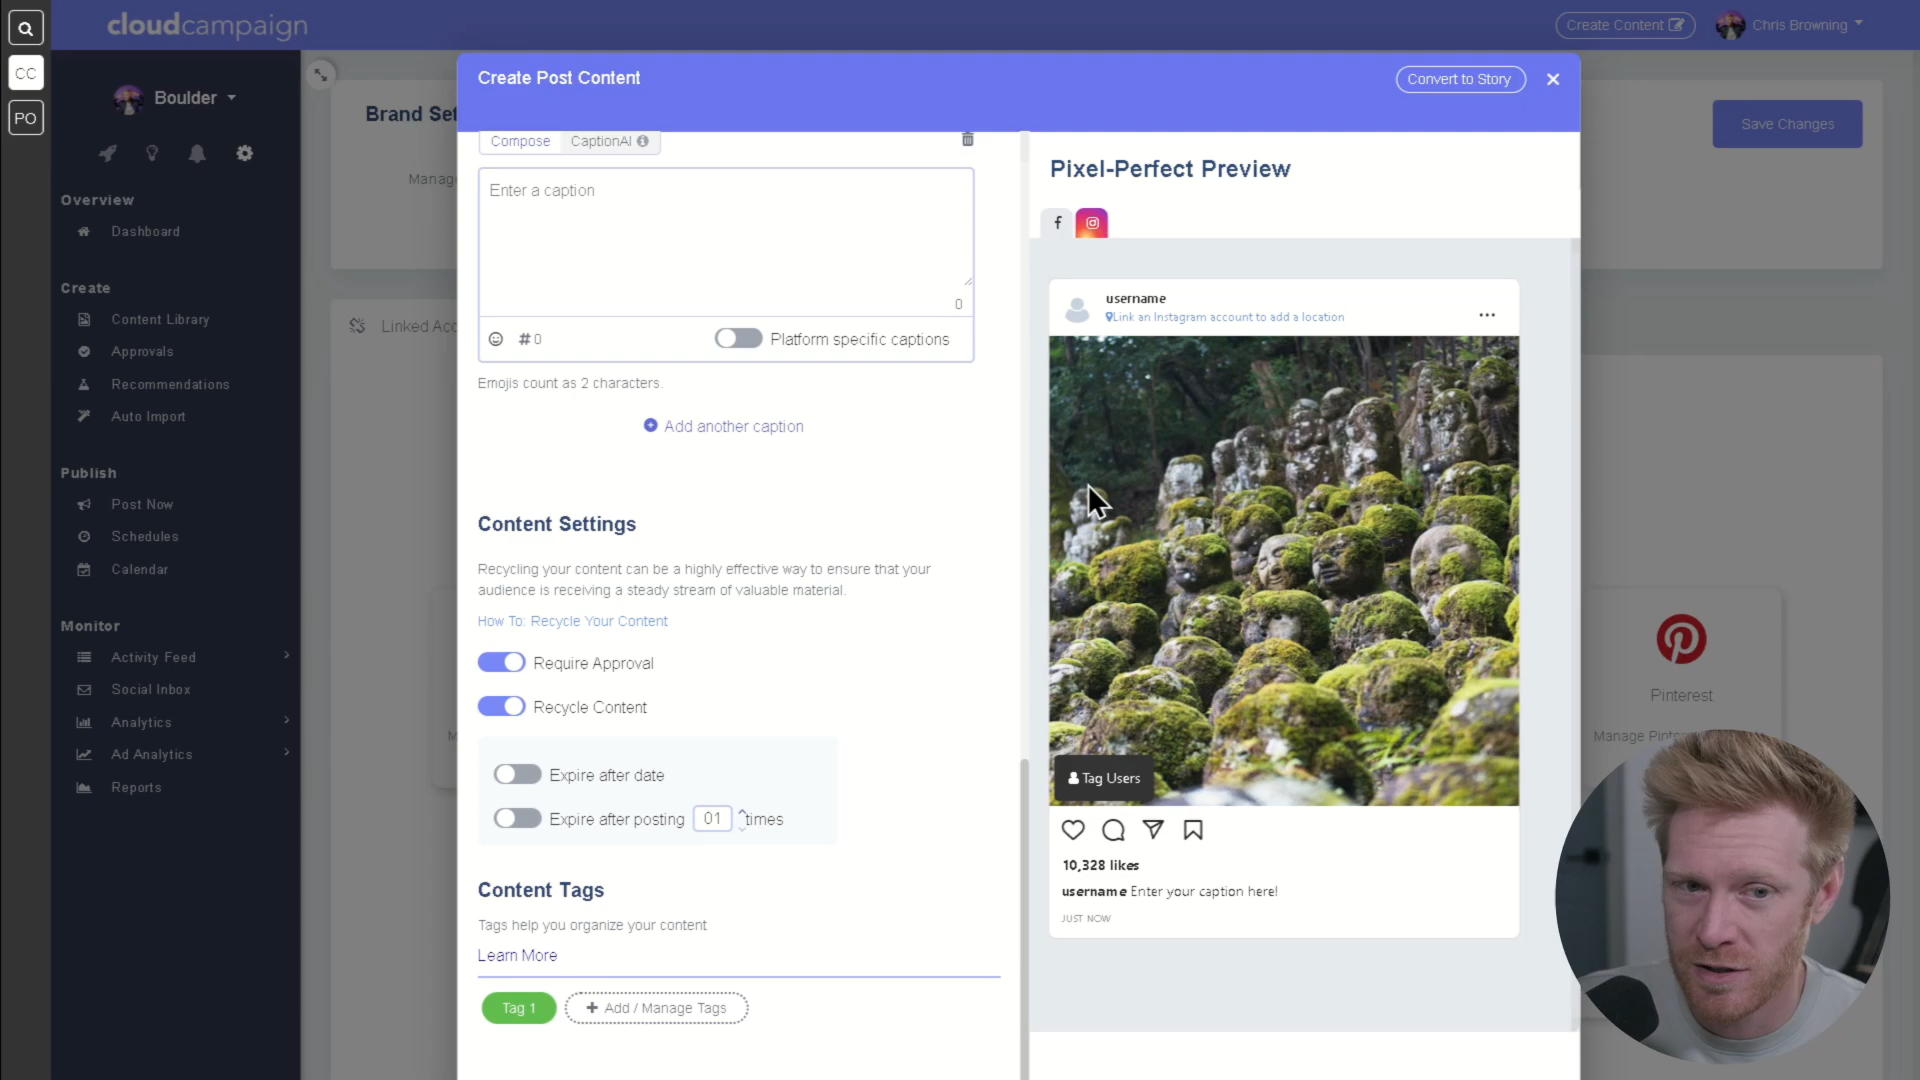 cloudcampaign
Create Content
Chris Browning
CC
PO
Boulder
Overview
Dashboard
Create
Content Library
Approvals
Recommendations
Auto Import
Publish
Post Now
Schedules
Calendar
Monitor
Activity Feed
Social Inbox
Analytics
Ad Analytics
Reports
Brand Set
Manag
Linked Acc
M
Save Changes
Pinterest
Manage Pint
Create Post Content
Convert to Story
Compose
CaptionAI
Enter a caption
0
# 0
Platform specific captions
Emojis count as 2 characters.
Add another caption
Content Settings
Recycling your content can be a highly effective way to ensure that your
audience is receiving a steady stream of valuable material.
How To: Recycle Your Content
Require Approval
Recycle Content
Expire after date
Expire after posting 01 times
Content Tags
Tags help you organize your content
Learn More
Tag 1
+ Add / Manage Tags
Pixel-Perfect Preview
username
Link an Instagram account to add a location
Tag Users
10,328 likes
username Enter your caption here!
JUST NOW